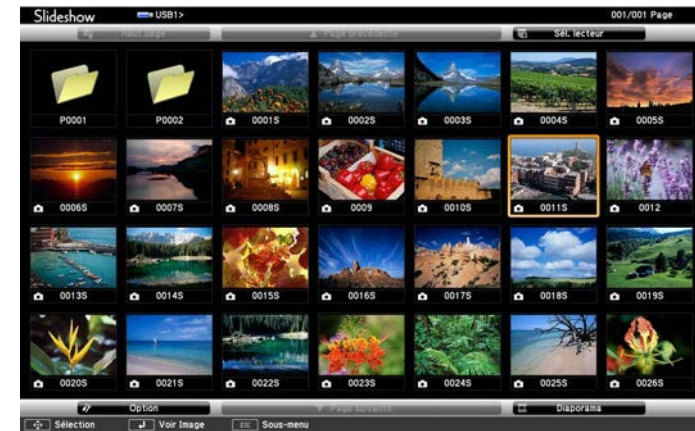 Slideshow USB1> 001/001 Page
Haut page ▲ Page précédente Sél. lecteur
P0001 P0002 0001S 0002S 0003S 0004S 0005S
0006S 0007S 0008S 0009 0010S 0011S 0012
0013S 0014S 0015S 0016S 0017S 0018S 0019S
0020S 0021S 0022S 0023S 0024S 0025S 0026S
Option ▼ Page suivante Diaporama
Sélection Voir Image Esc Sous-menu